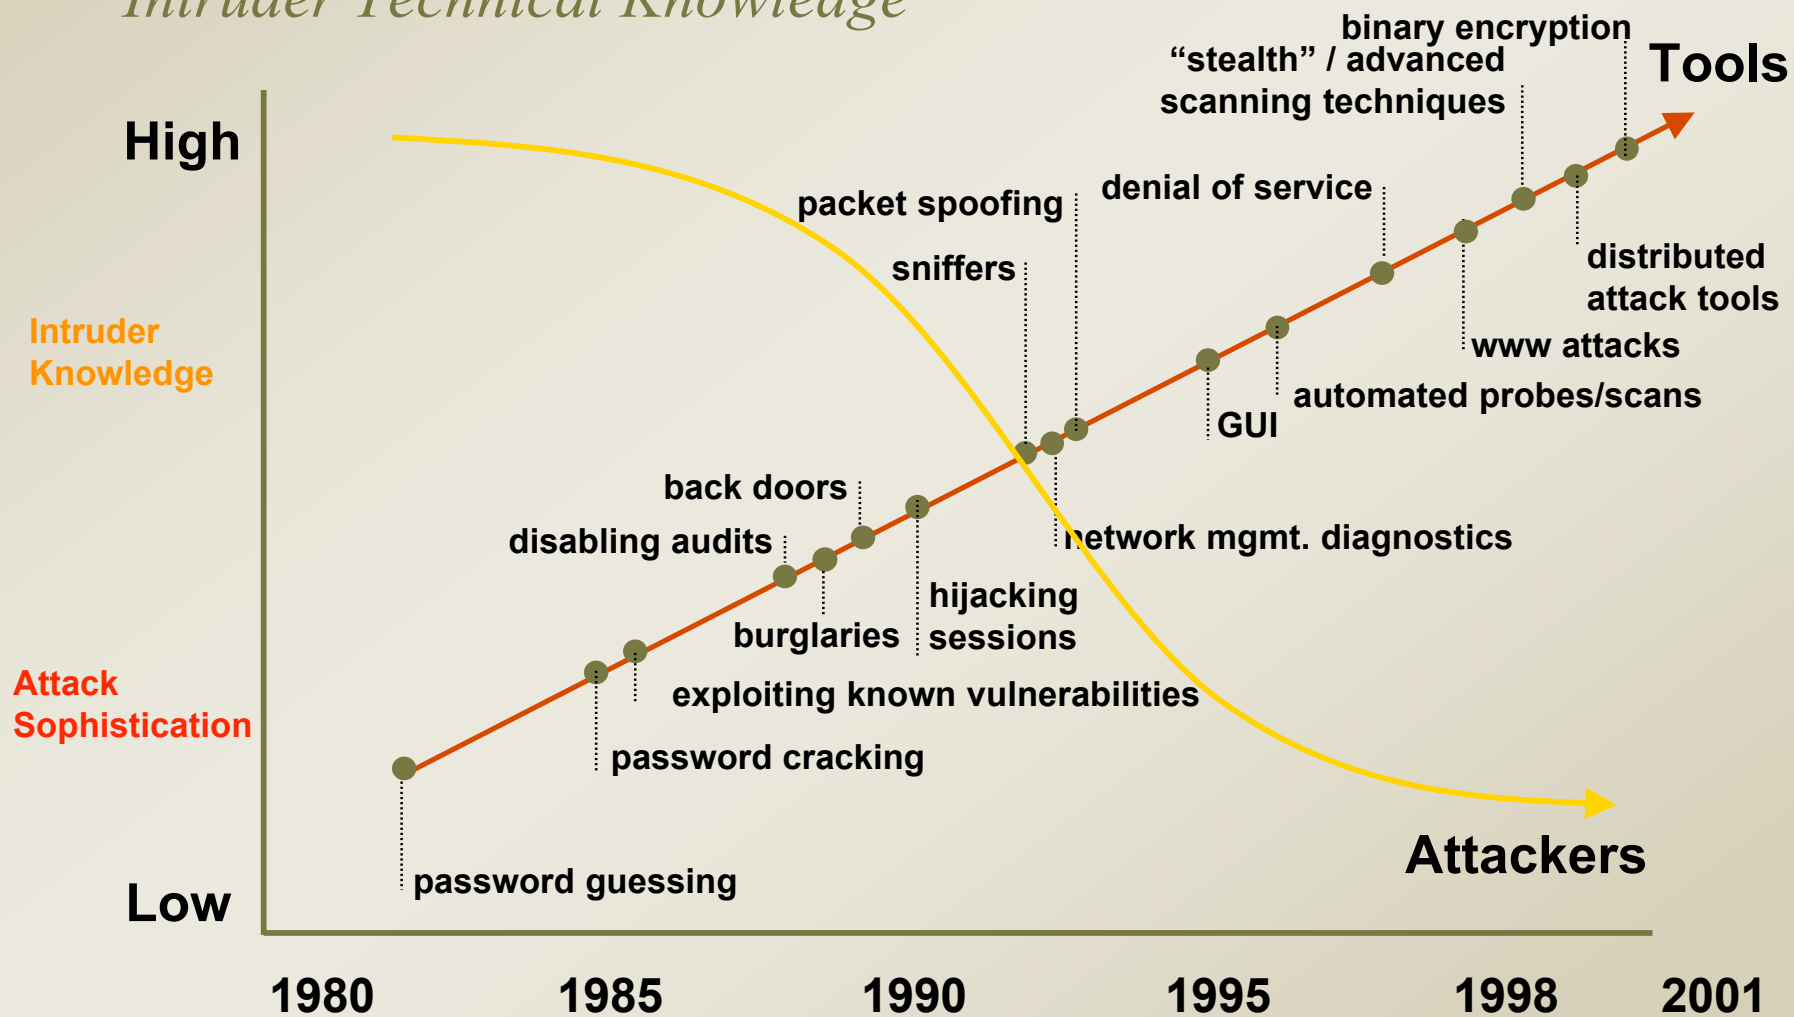 Intruder Technical Knowledge
binary encryption
“stealth” / advanced
scanning techniques
Tools
High
packet spoofing
denial of service
sniffers
distributed
attack tools
Intruder
Knowledge
www attacks
automated probes/scans
GUI
back doors
disabling audits
network mgmt. diagnostics
hijacking
sessions
burglaries
Attack
Sophistication
exploiting known vulnerabilities
password cracking
Attackers
password guessing
Low
1980 1985 1990 1995 1998 2001